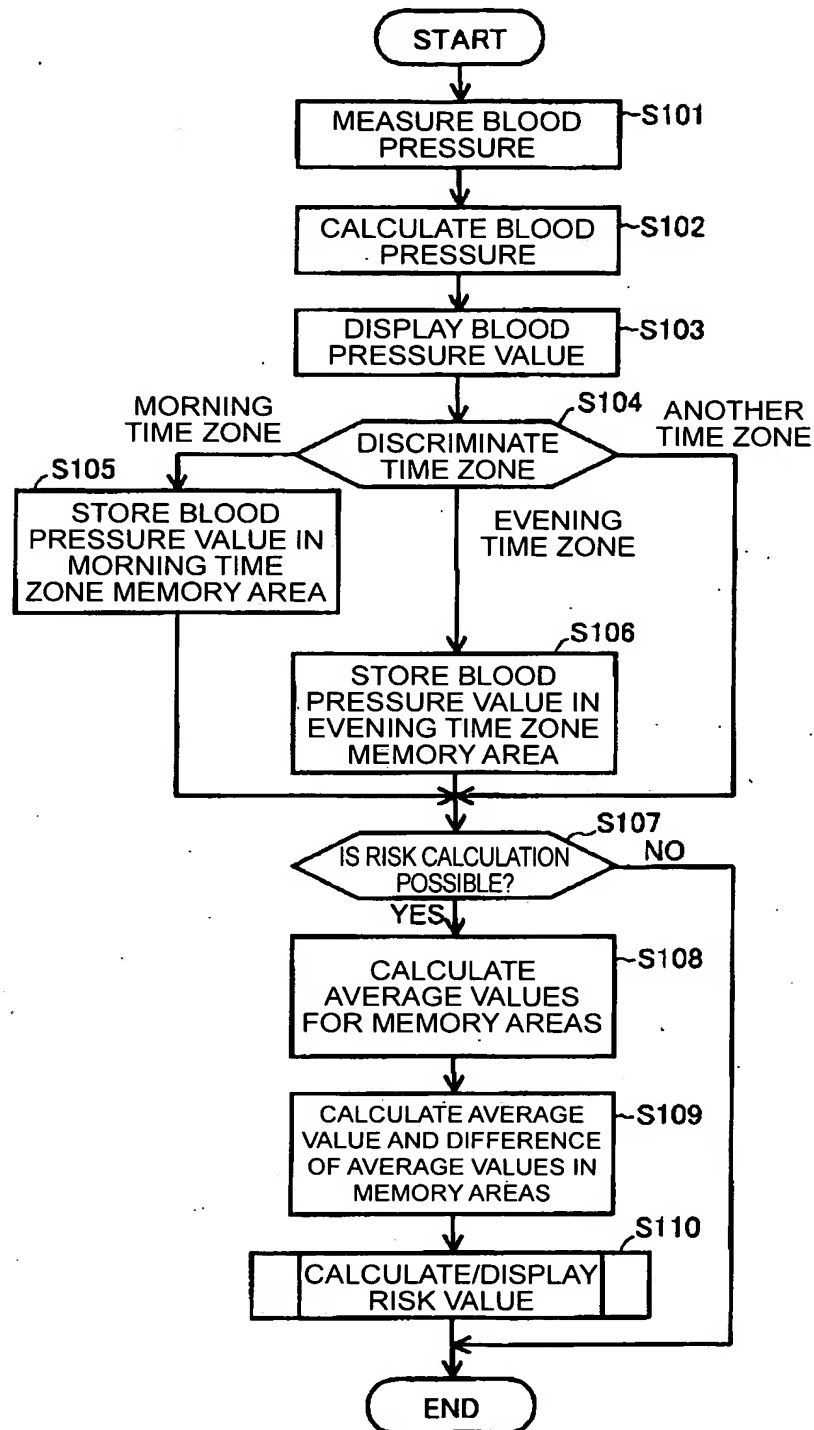 START
MEASURE BLOOD
PRESSURE
S101
CALCULATE BLOOD
PRESSURE
S102
DISPLAY BLOOD
PRESSURE VALUE
S103
S104
DISCRIMINATE
TIME ZONE
MORNING
TIME ZONE
ANOTHER
TIME ZONE
EVENING
TIME ZONE
S105
STORE BLOOD
PRESSURE VALUE IN
MORNING TIME
ZONE MEMORY AREA
S106
STORE BLOOD
PRESSURE VALUE IN
EVENING TIME ZONE
MEMORY AREA
S107
IS RISK CALCULATION
POSSIBLE?
NO
YES
CALCULATE
AVERAGE VALUES
FOR MEMORY AREAS
S108
CALCULATE AVERAGE
VALUE AND DIFFERENCE
OF AVERAGE VALUES IN
MEMORY AREAS
S109
S110
CALCULATE/DISPLAY
RISK VALUE
END